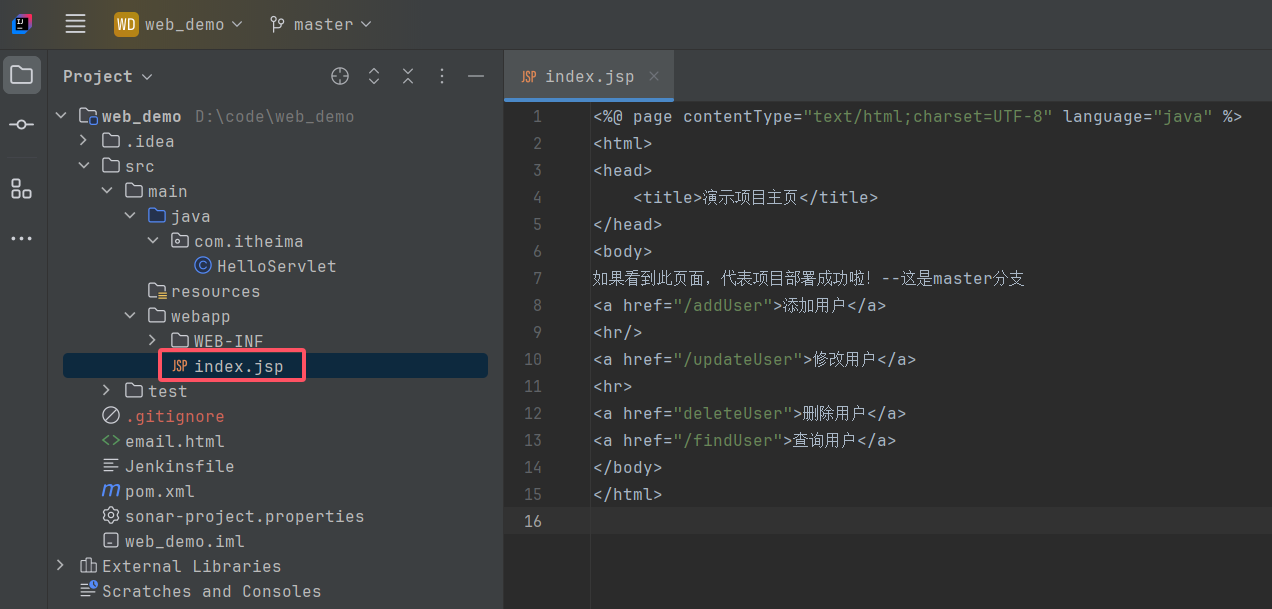 WD web_demo master
Project
web_demo D:\code\web_demo
.idea
src
main
java
com.itheima
HelloServlet
resources
webapp
WEB-INF
JSP index.jsp
test
.gitignore
email.html
Jenkinsfile
pom.xml
sonar-project.properties
web_demo.iml
External Libraries
Scratches and Consoles
JSP index.jsp
1 <%@ page contentType="text/html;charset=UTF-8" language="java" %>
2 <html>
3 <head>
4 <title>演示项目主页</title>
5 </head>
6 <body>
7 如果看到此页面，代表项目部署成功啦！--这是master分支
8 <a href="/addUser">添加用户</a>
9 <hr/>
10 <a href="/updateUser">修改用户</a>
11 <hr>
12 <a href="deleteUser">删除用户</a>
13 <a href="/findUser">查询用户</a>
14 </body>
15 </html>
16